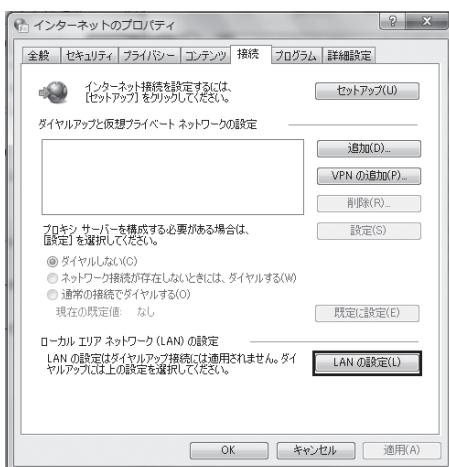 インターネットのプロパティ
全般 セキュリティ プライバシー コンテンツ 接続 プログラム 詳細設定
インターネット接続を設定するには、
[セットアップ] をクリックしてください。
セットアップ(U)
ダイヤルアップと仮想プライベート ネットワークの設定
追加(D)...
VPN の追加(P)...
削除(R)...
プロキシ サーバーを構成する必要がある場合は、
[設定] を選択してください。
設定(S)
ダイヤルしない(C)
ネットワーク接続が存在しないときには、ダイヤルする(W)
通常の接続でダイヤルする(O)
現在の既定値: なし
既定に設定(E)
ローカル エリア ネットワーク (LAN) の設定
LAN の設定はダイヤルアップ接続には適用されません。ダイ
ヤルアップには上の設定を選択してください。
LAN の設定(L)
OK キャンセル 適用(A)